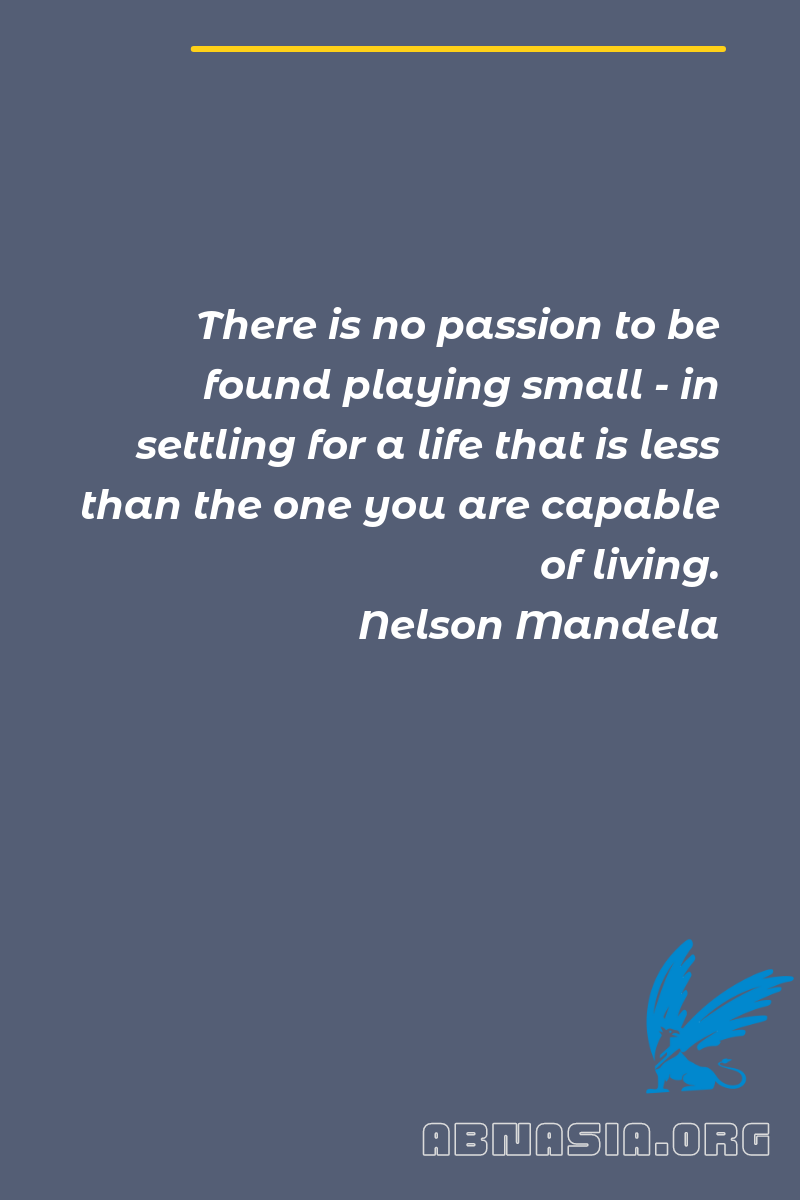 There is no passion to be
found playing small - in
settling for a life that is less
than the one you are capable
of living.
Nelson Mandela
ABNASIA.ORG